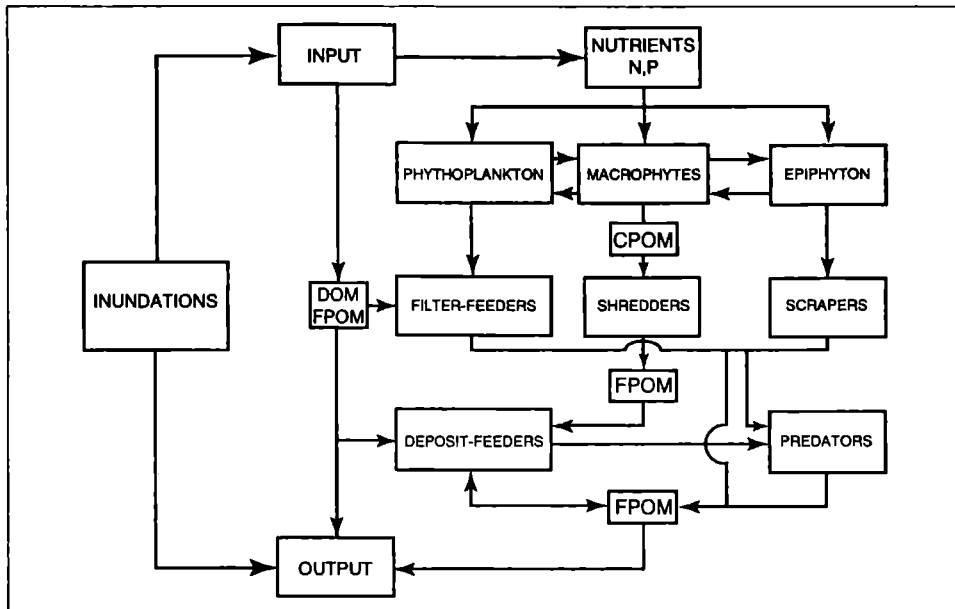 INPUT
NUTRIENTS
N,P
PHYTHOPLANKTON
MACROPHYTES
EPIPHYTON
CPOM
INUNDATIONS
DOM
FPOM
FILTER-FEEDERS
SHREDDERS
SCRAPERS
FPOM
DEPOSIT-FEEDERS
PREDATORS
FPOM
OUTPUT